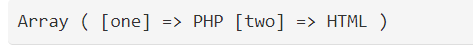 Array ( [one] => PHP [two] => HTML )